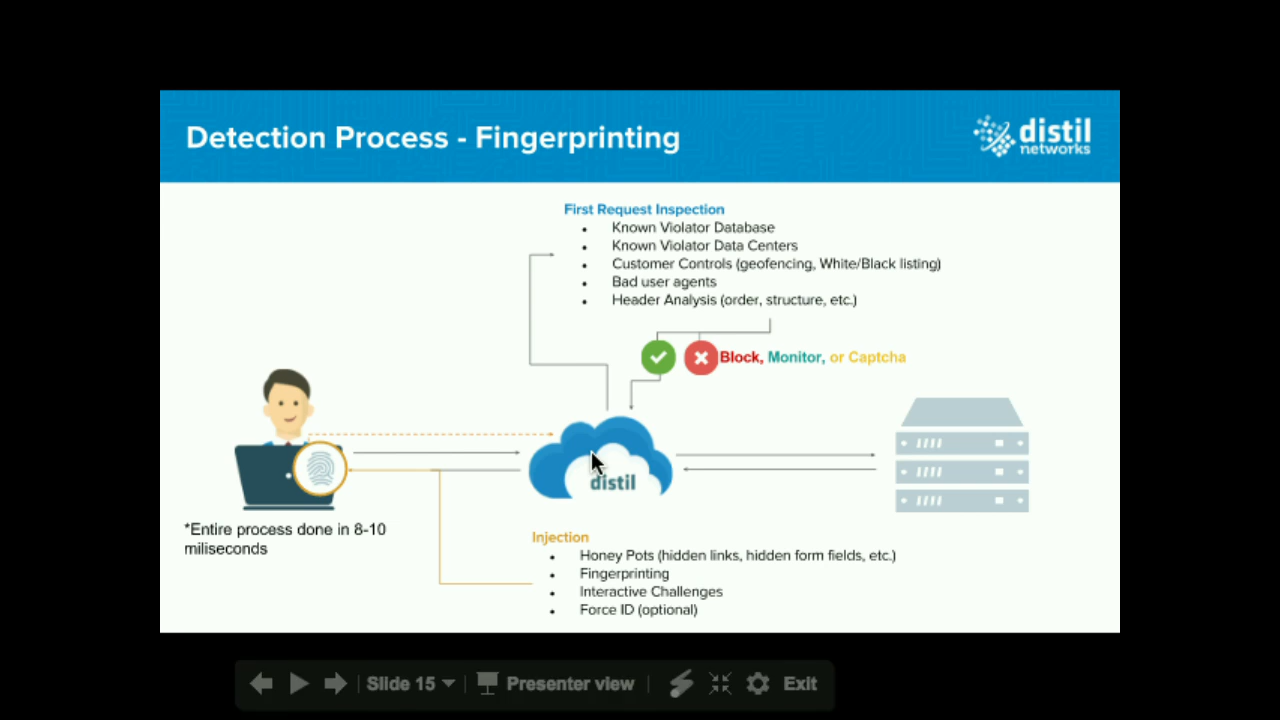 Detection Process - Fingerprinting
distil
networks
First Request Inspection
• Known Violator Database
• Known Violator Data Centers
• Customer Controls (geofencing, White/Black listing)
• Bad user agents
• Header Analysis (order, structure, etc.)
Block, Monitor, or Captcha
distil
*Entire process done in 8-10
miliseconds
Injection
• Honey Pots (hidden links, hidden form fields, etc.)
• Fingerprinting
• Interactive Challenges
• Force ID (optional)
Slide 15
Presenter view
Exit